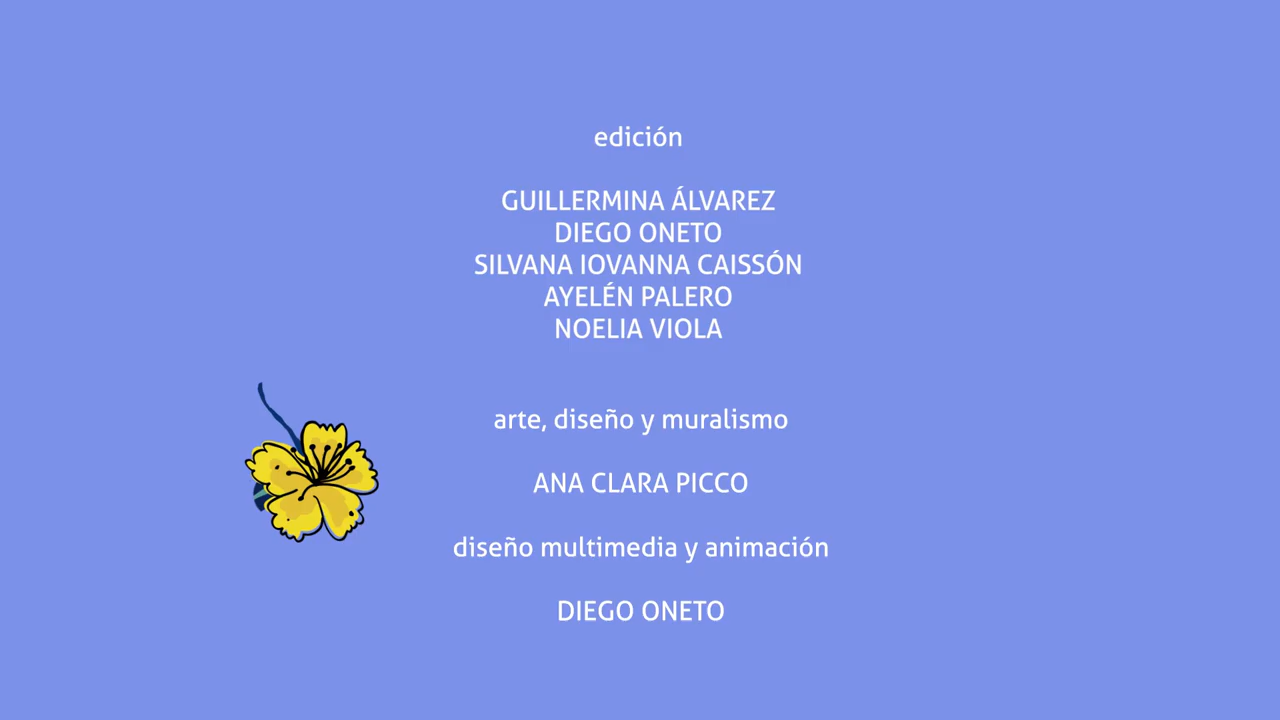 edición
GUILLERMINA ÁLVAREZ
DIEGO ONETO
SILVANA IOVANNA CAISSÓN
AYELÉN PALERO
NOELIA VIOLA
arte, diseño y muralismo
ANA CLARA PICCO
diseño multimedia y animación
DIEGO ONETO